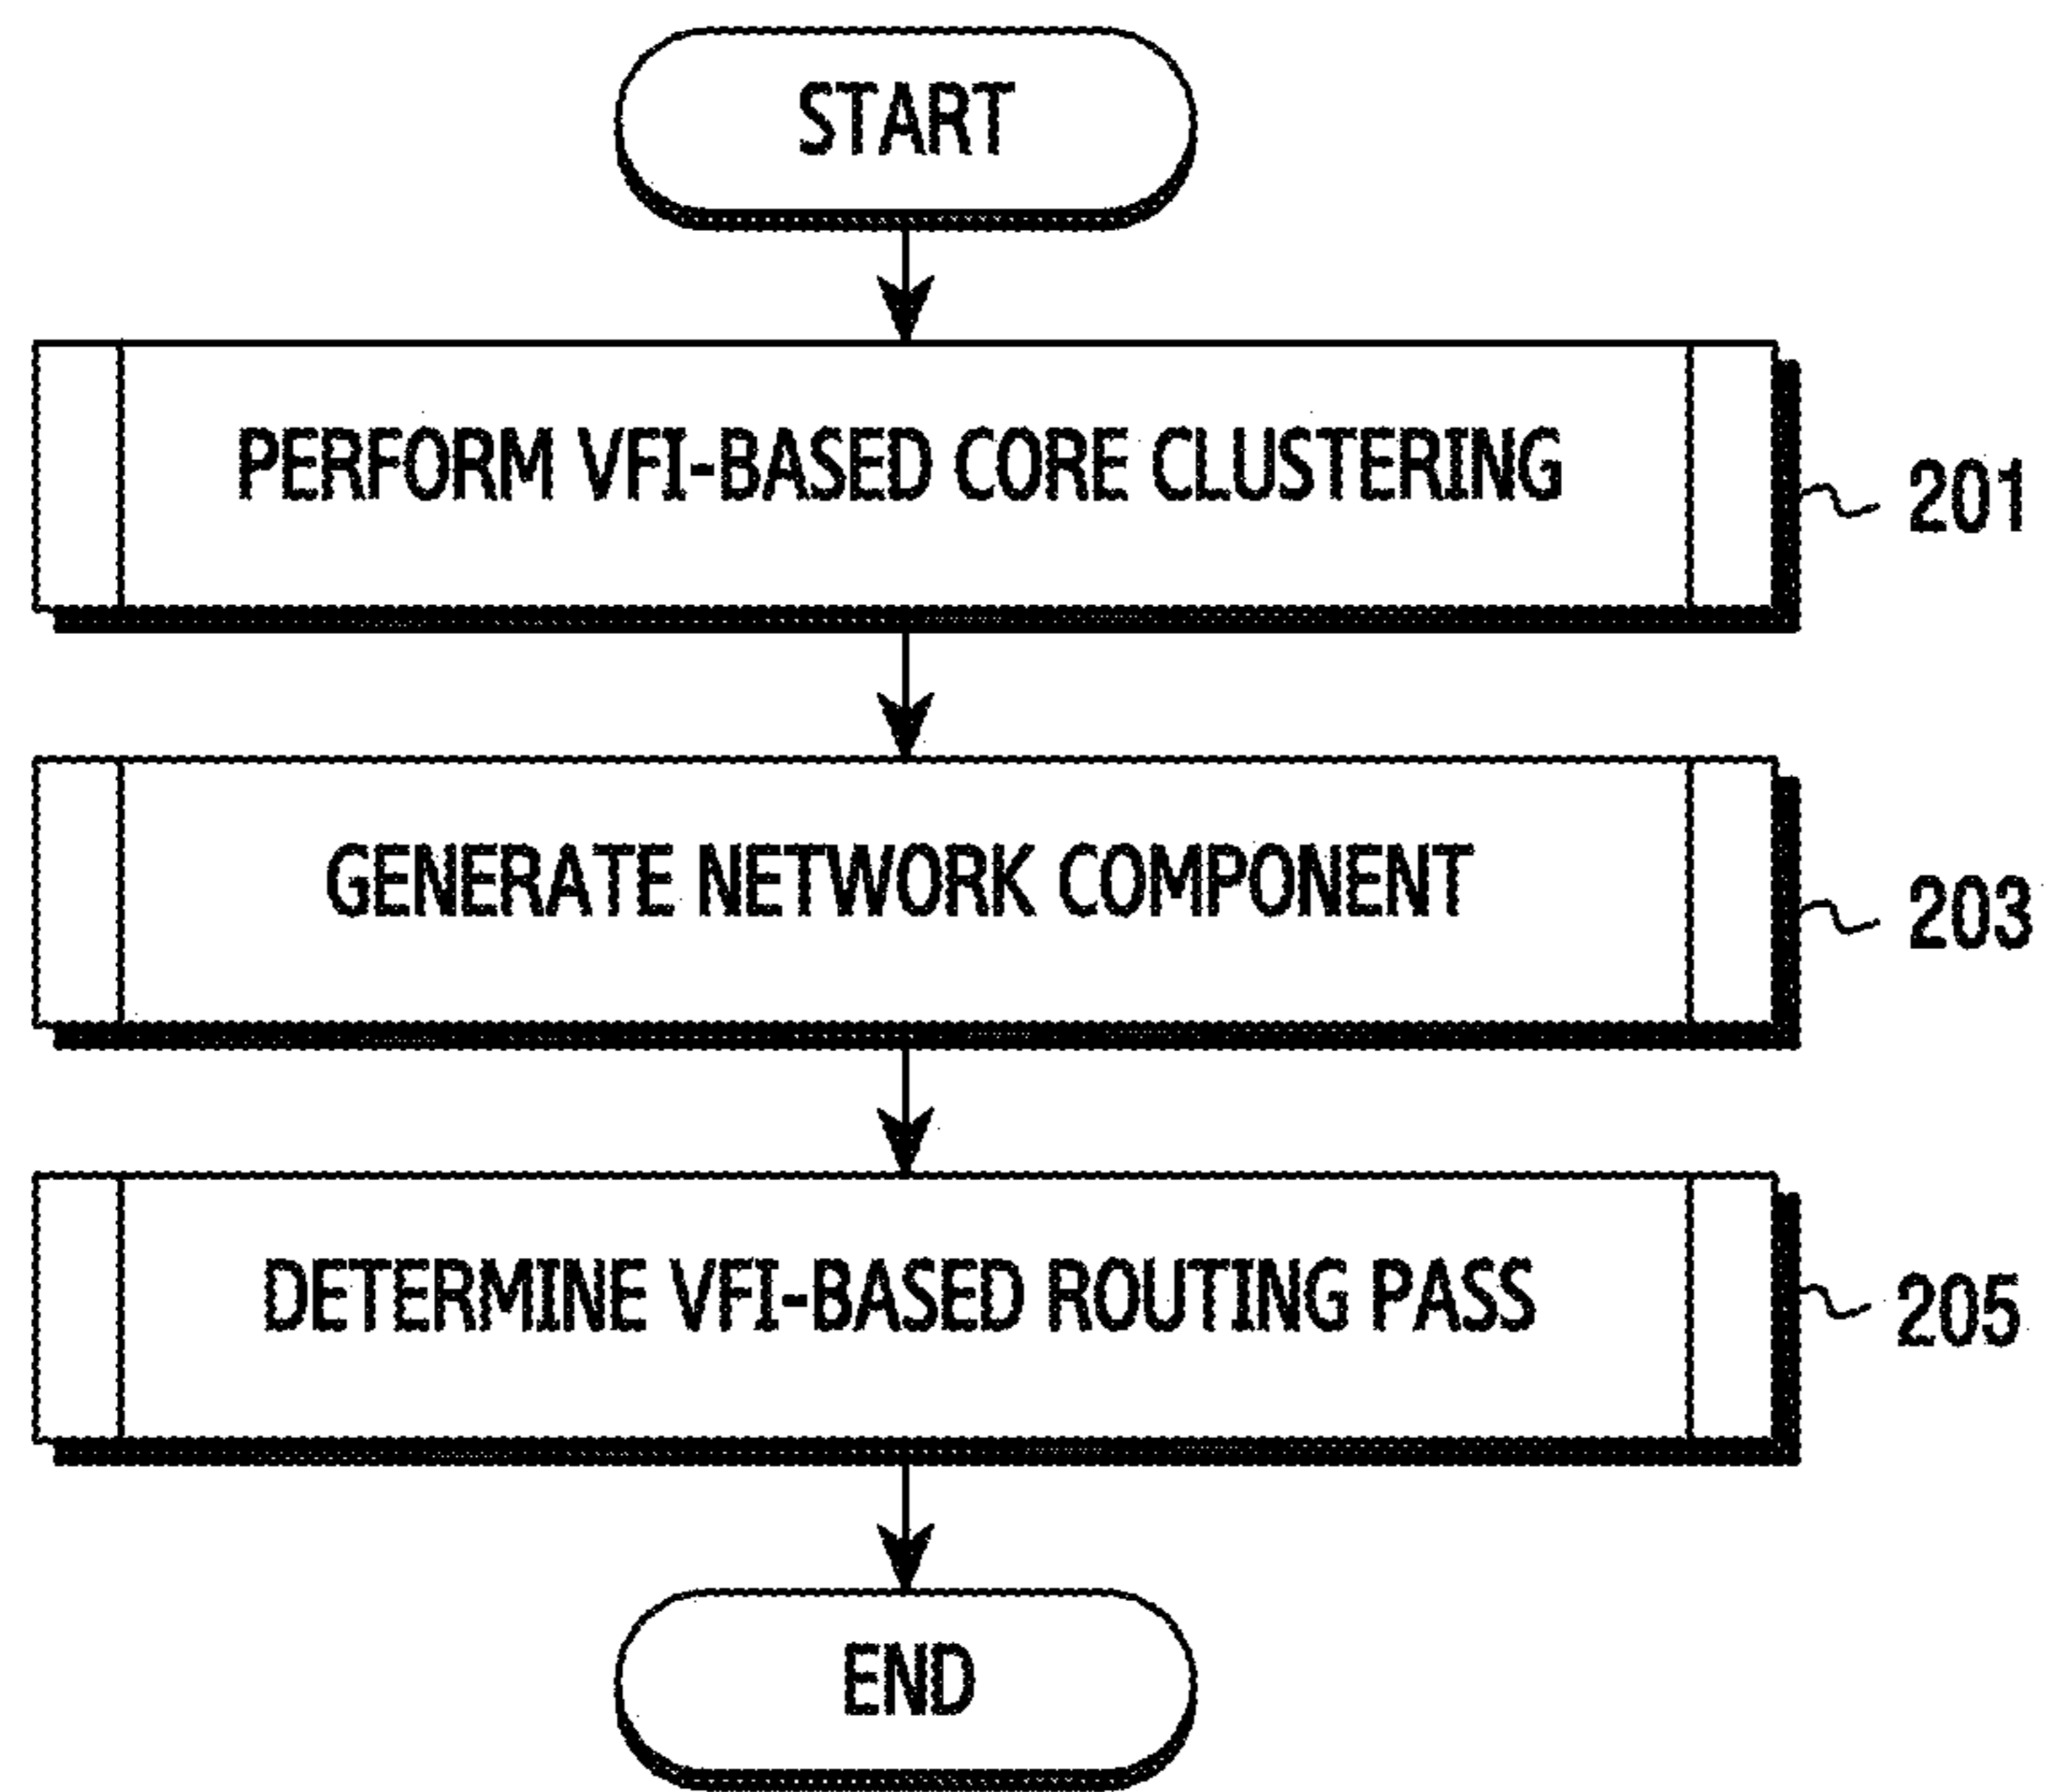 START
PERFORM VFI-BASED CORE CLUSTERING
201
GENERATE NETWORK COMPONENT
203
DETERMINE VFI-BASED ROUTING PASS
205
END